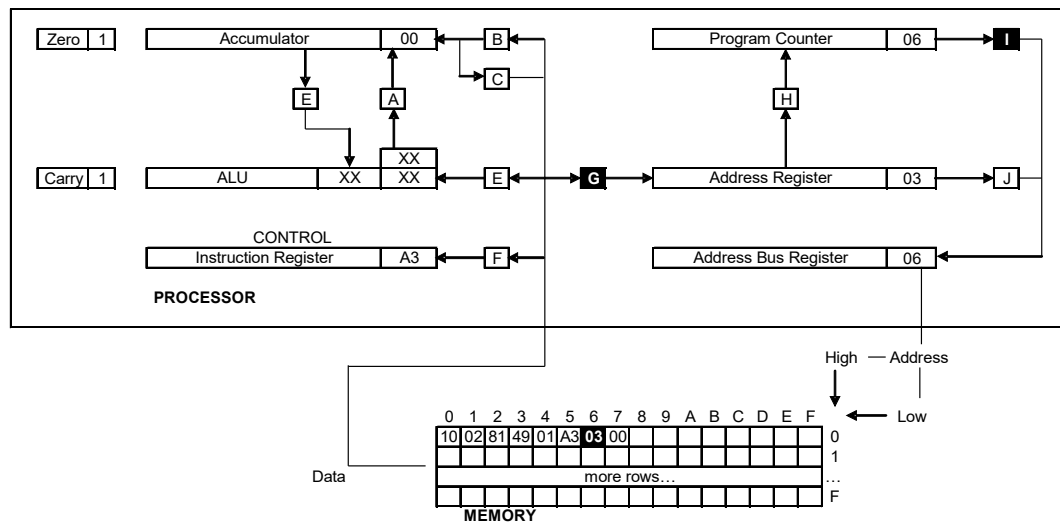 Zero 1 Accumulator 00 B Program Counter 06 I
C
E A H
XX
Carry 1 ALU XX XX E G Address Register 03 J
CONTROL
Instruction Register A3 F Address Bus Register 06
PROCESSOR
High Address
0 1 2 3 4 5 6 7 8 9 A B C D E F Low
10 02 81 49 01 A3 03 00 0
1
Data more rows… …
F
MEMORY